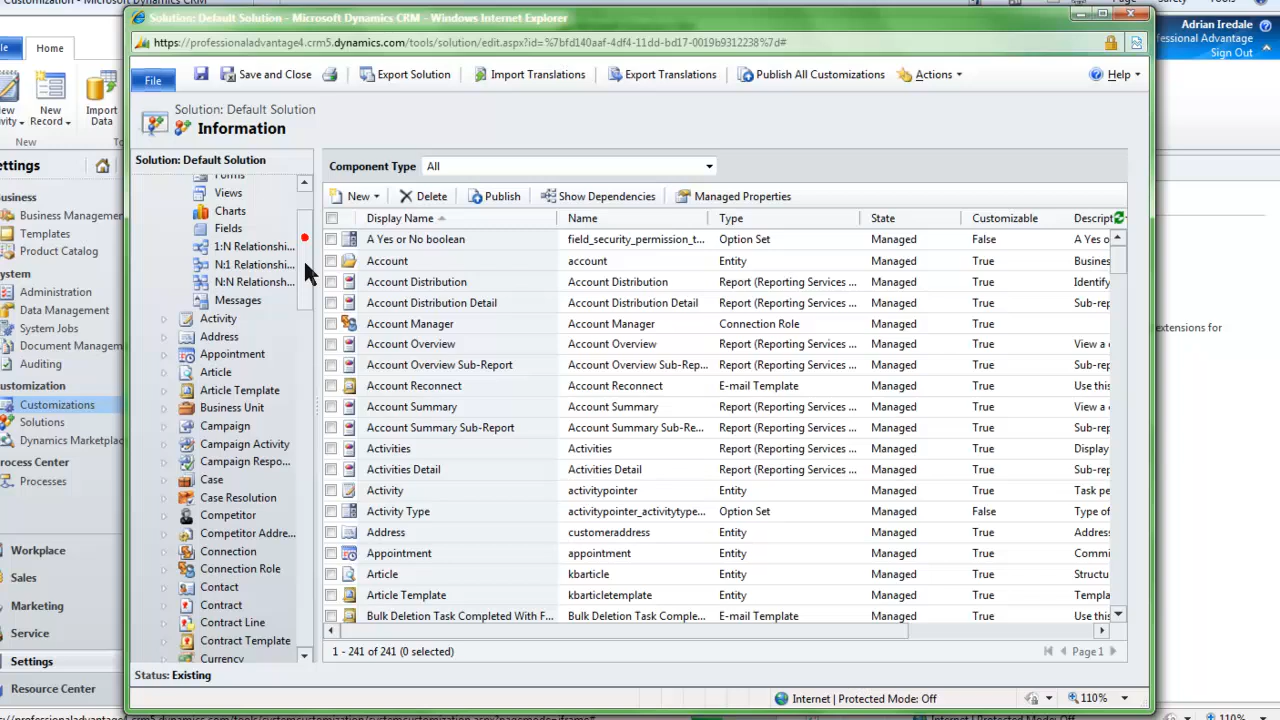 Customization - Microsoft Dynamics CRM
Page
Safety
Tools
Solution: Default Solution - Microsoft Dynamics CRM - Windows Internet Explorer
https://professionaladvantage4.crm5.dynamics.com/tools/solution/edit.aspx?id=%7bfd140aaf-4df4-11dd-bd17-0019b9312238%7d#
Adrian Iredale
fessional Advantage
Sign Out
Home
New
Record
Import
Data
New
File
Save and Close
Export Solution
Import Translations
Export Translations
Publish All Customizations
Actions
Help
Solution: Default Solution
Information
ettings
Business
Business Managemen
Templates
Product Catalog
ystem
Administration
Data Management
System Jobs
Document Managem
Auditing
Customization
Customizations
Solutions
Dynamics Marketplac
rocess Center
Processes
Workplace
Sales
Marketing
Service
Settings
Resource Center
Solution: Default Solution
Forms
Views
Charts
Fields
1:N Relationshi...
N:1 Relationshi...
N:N Relationsh...
Messages
Activity
Address
Appointment
Article
Article Template
Business Unit
Campaign
Campaign Activity
Campaign Respo...
Case
Case Resolution
Competitor
Competitor Addre...
Connection
Connection Role
Contact
Contract
Contract Line
Contract Template
Currency
Component Type All
New Delete Publish Show Dependencies Managed Properties
Display Name Name Type State Customizable Descript
A Yes or No boolean field_security_permission_t... Option Set Managed False A Yes o
Account account Entity Managed True Busines
Account Distribution Account Distribution Report (Reporting Services ... Managed True Identify
Account Distribution Detail Account Distribution Detail Report (Reporting Services ... Managed True Sub-rep
Account Manager Account Manager Connection Role Managed True
Account Overview Account Overview Report (Reporting Services ... Managed True View a
Account Overview Sub-Report Account Overview Sub-Rep... Report (Reporting Services ... Managed True Sub-rep
Account Reconnect Account Reconnect E-mail Template Managed True Use this
Account Summary Account Summary Report (Reporting Services ... Managed True View a
Account Summary Sub-Report Account Summary Sub-Re... Report (Reporting Services ... Managed True Sub-rep
Activities Activities Report (Reporting Services ... Managed True Display
Activities Detail Activities Detail Report (Reporting Services ... Managed True Sub-rep
Activity activitypointer Entity Managed True Task pe
Activity Type activitypointer_activitytype... Option Set Managed False Type of
Address customeraddress Entity Managed True Address
Appointment appointment Entity Managed True Commi
Article kbarticle Entity Managed True Structu
Article Template kbarticletemplate Entity Managed True Templa
Bulk Deletion Task Completed With F... Bulk Deletion Task Comple... E-mail Template Managed True Use this
extensions for
1 - 241 of 241 (0 selected)
Page 1
Status: Existing
Internet | Protected Mode: Off
110%